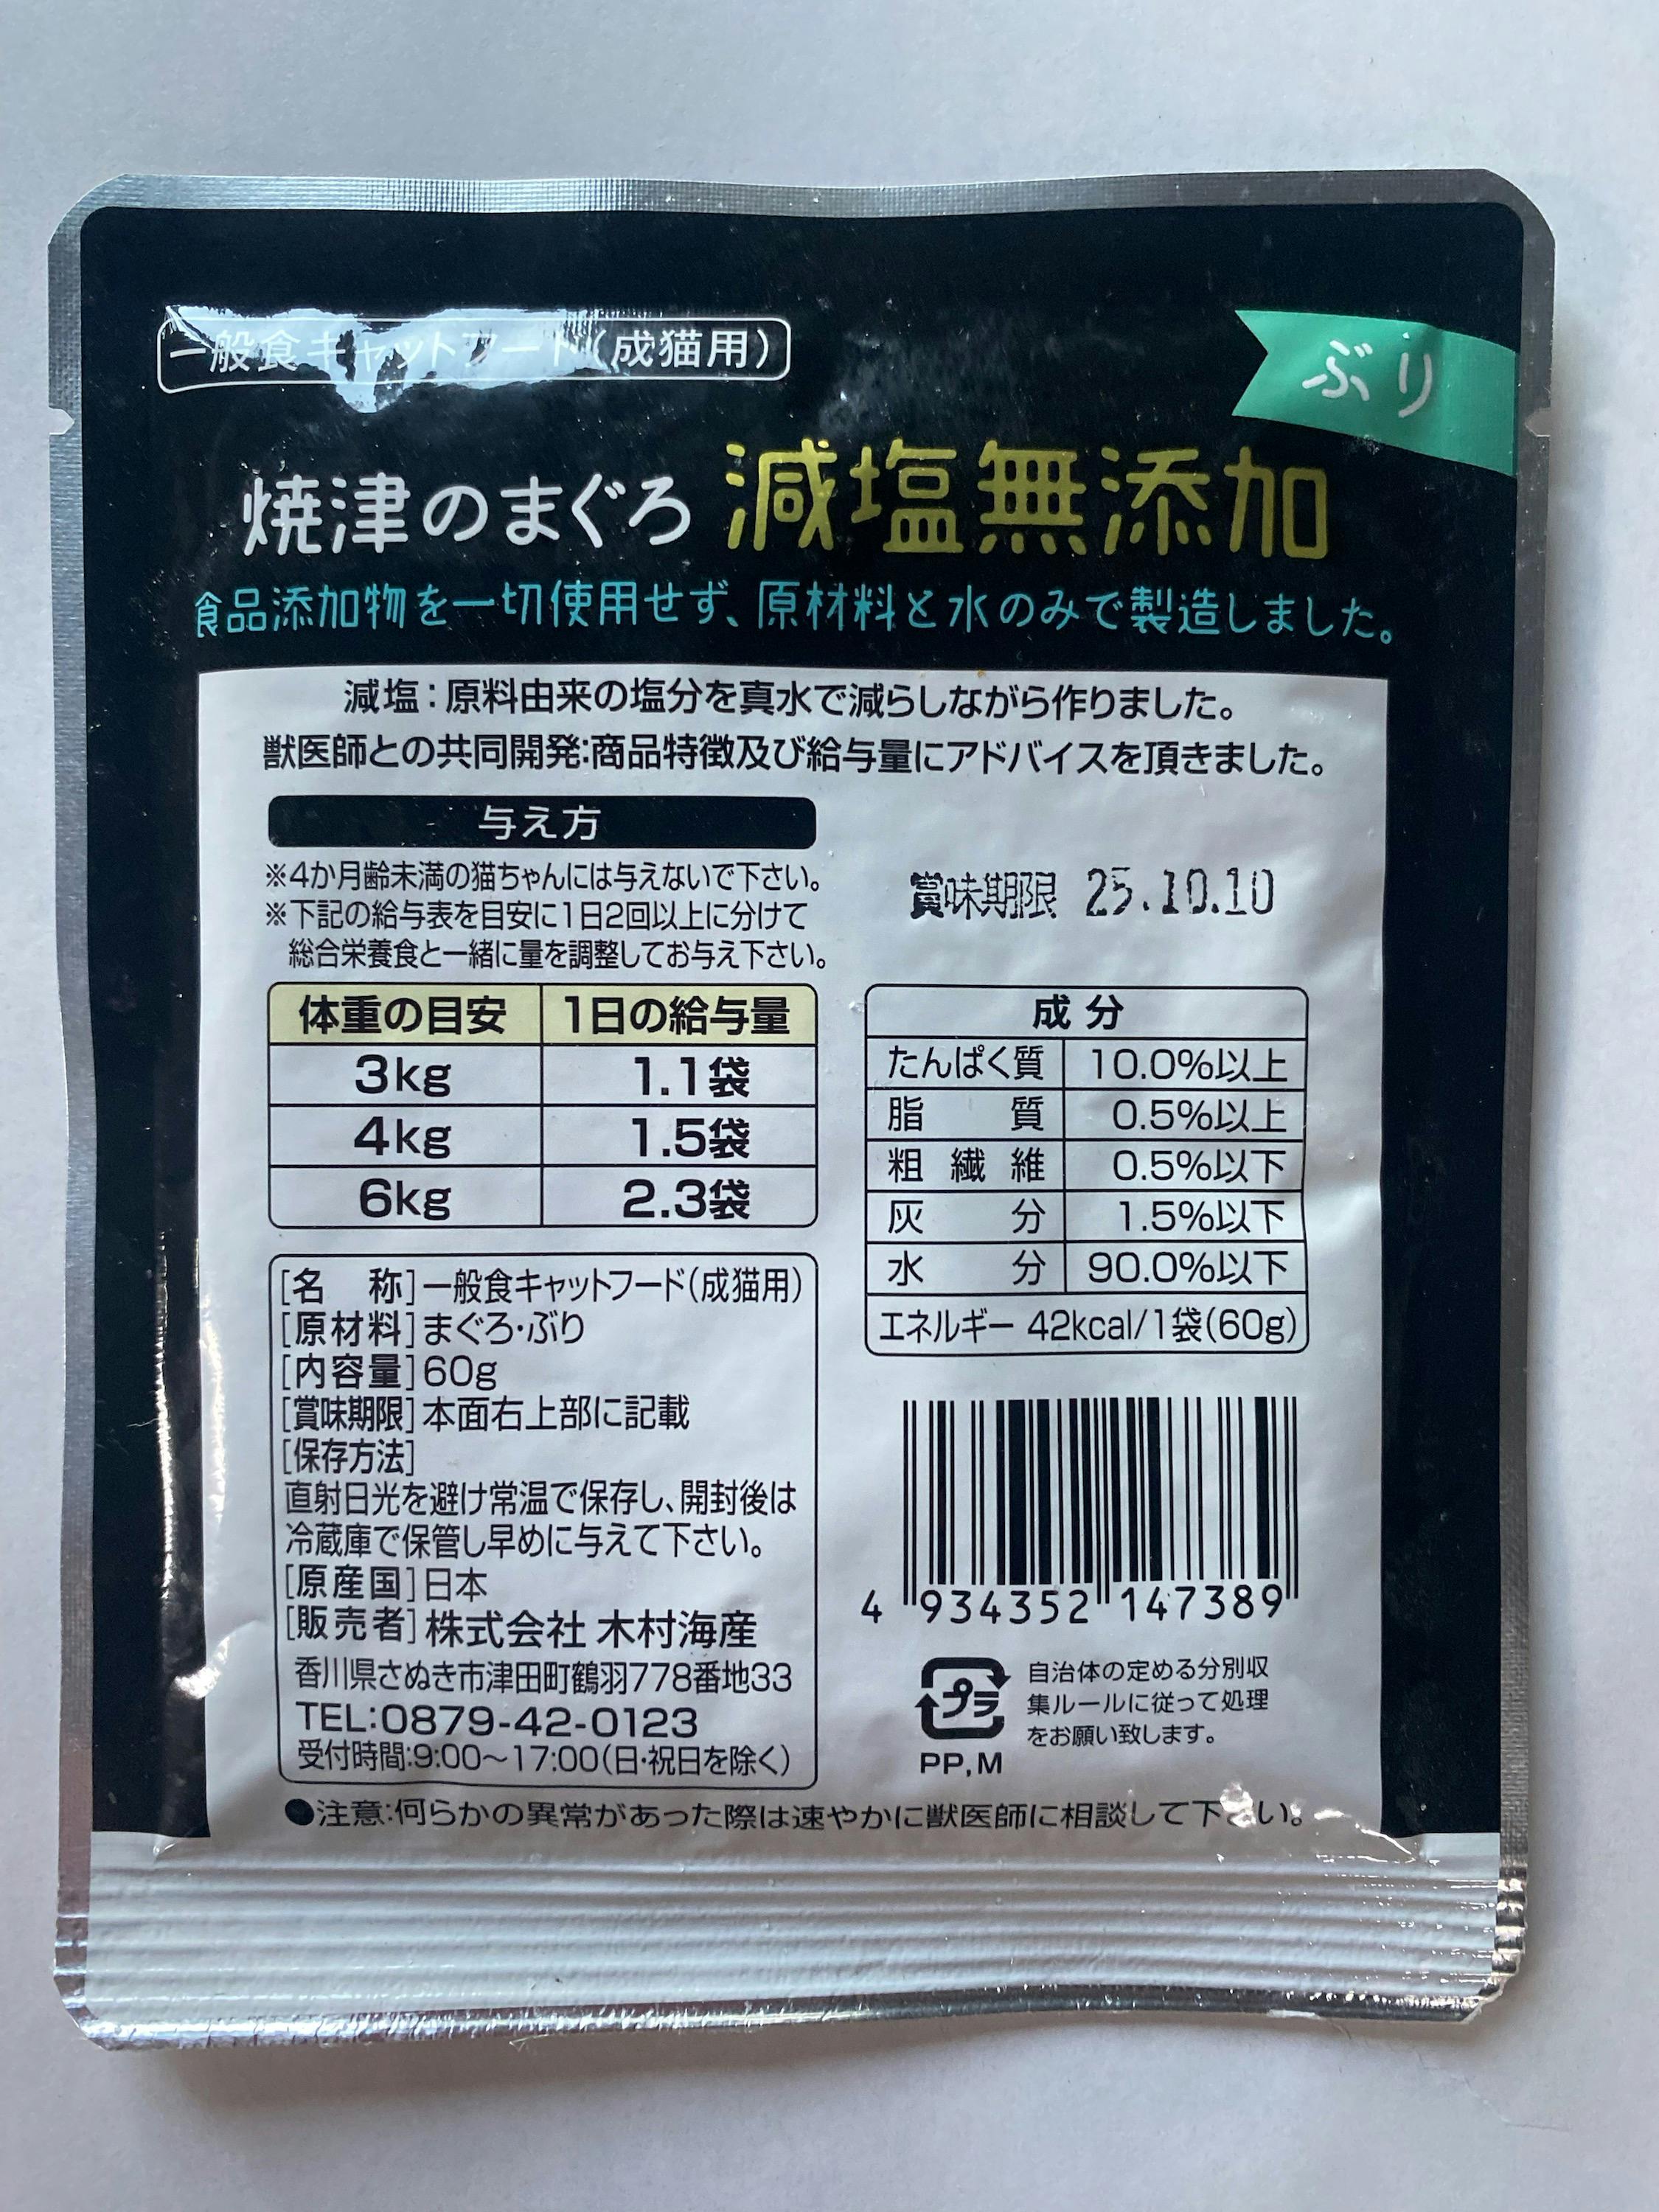 一般食キャットフード（成猫用）
ぶり
焼津のまぐろ 減塩無添加
食品添加物を一切使用せず、原材料と水のみで製造しました。
減塩：原料由来の塩分を真水で減らしながら作りました。
獣医師との共同開発：商品特徴及び給与量にアドバイスを頂きました。
与え方
※4か月齢未満の猫ちゃんには与えないで下さい。
※下記の給与表を目安に1日2回以上に分けて
総合栄養食と一緒に量を調整してお与え下さい。
体重の目安 1日の給与量
3kg 1.1袋
4kg 1.5袋
6kg 2.3袋
賞味期限 25.10.10
成分
たんぱく質 10.0%以上
脂質 0.5%以上
粗繊維 0.5%以下
灰分 1.5%以下
水分 90.0%以下
エネルギー 42kcal/1袋(60g)
[名称]一般食キャットフード(成猫用)
[原材料]まぐろ・ぶり
[内容量]60g
[賞味期限]本面右上部に記載
[保存方法]
直射日光を避け常温で保存し、開封後は
冷蔵庫で保管し早めに与えて下さい。
[原産国]日本
[販売者]株式会社 木村海産
香川県さぬき市津田町鶴羽778番地33
TEL:0879-42-0123
受付時間:9:00～17:00(日・祝日を除く)
4 934352 147389
プラ
PP,M
自治体の定める分別収
集ルールに従って処理
をお願い致します。
●注意:何らかの異常があった際は速やかに獣医師に相談して下さい。